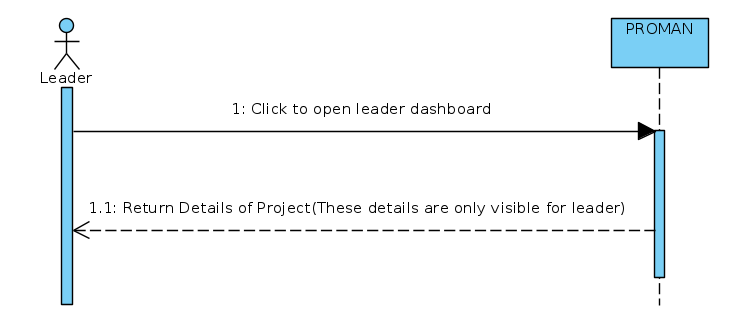 PROMAN
Leader
1: Click to open leader dashboard
1.1: Return Details of Project(These details are only visible for leader)